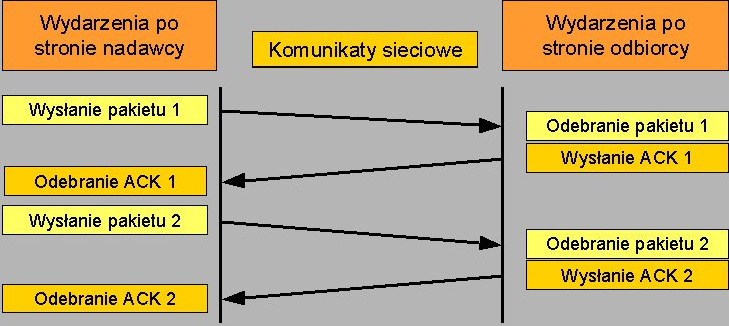 Wydarzenia po
stronie nadawcy
Komunikaty sieciowe
Wydarzenia po
stronie odbiorcy
Wysłanie pakietu 1
Odebranie pakietu 1
Wysłanie ACK 1
Odebranie ACK 1
Wysłanie pakietu 2
Odebranie pakietu 2
Wysłanie ACK 2
Odebranie ACK 2